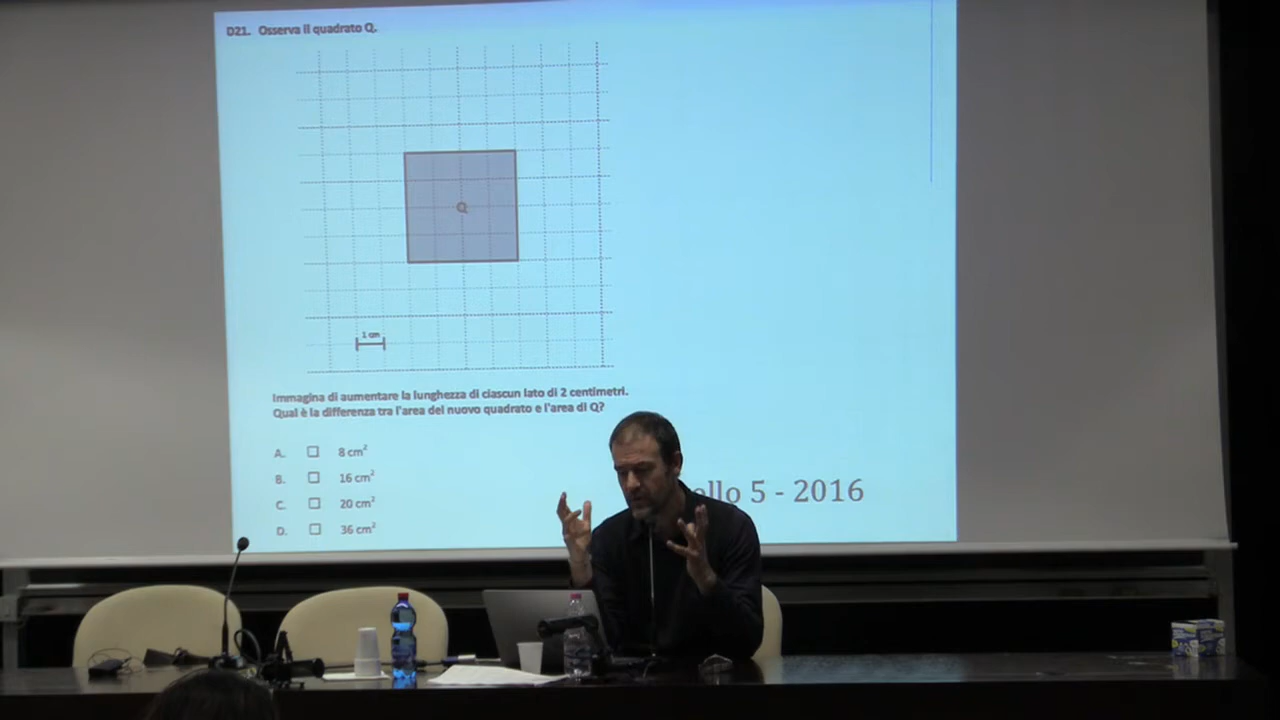 D21. Osserva il quadrato Q.
Q
1 cm
Immagina di aumentare la lunghezza di ciascun lato di 2 centimetri.
Qual è la differenza tra l'area del nuovo quadrato e l'area di Q?
A. 8 cm²
B. 16 cm²
C. 20 cm²
D. 36 cm²
5 - 2016